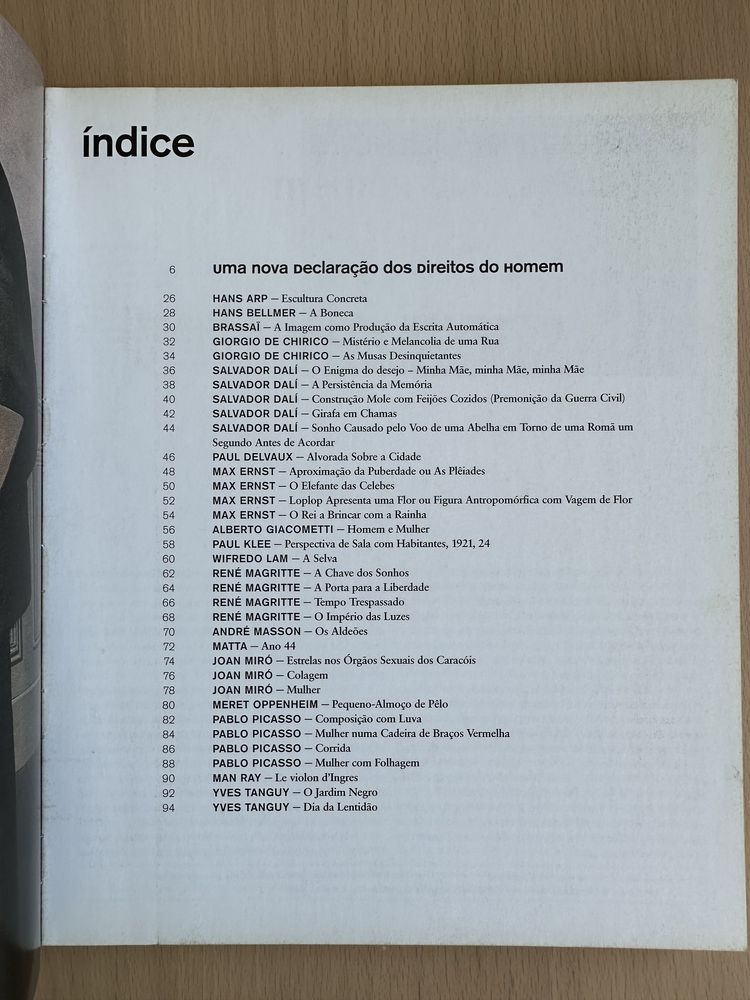 índice
6 uma nova Declaração dos Direitos do Homem
26 HANS ARP – Escultura Concreta
28 HANS BELLMER – A Boneca
30 BRASSAÏ – A Imagem como Produção da Escrita Automática
32 GIORGIO DE CHIRICO – Mistério e Melancolia de uma Rua
34 GIORGIO DE CHIRICO – As Musas Desinquietantes
36 SALVADOR DALÍ – O Enigma do desejo – Minha Mãe, minha Mãe, minha Mãe
38 SALVADOR DALÍ – A Persistência da Memória
40 SALVADOR DALÍ – Construção Mole com Feijões Cozidos (Premonição da Guerra Civil)
42 SALVADOR DALÍ – Girafa em Chamas
44 SALVADOR DALÍ – Sonho Causado pelo Voo de uma Abelha em Torno de uma Romã um
Segundo Antes de Acordar
46 PAUL DELVAUX – Alvorada Sobre a Cidade
48 MAX ERNST – Aproximação da Puberdade ou As Plêiades
50 MAX ERNST – O Elefante das Celebes
52 MAX ERNST – Loplop Apresenta uma Flor ou Figura Antropomórfica com Vagem de Flor
54 MAX ERNST – O Rei a Brincar com a Rainha
56 ALBERTO GIACOMETTI – Homem e Mulher
58 PAUL KLEE – Perspectiva de Sala com Habitantes, 1921, 24
60 WIFREDO LAM – A Selva
62 RENÉ MAGRITTE – A Chave dos Sonhos
64 RENÉ MAGRITTE – A Porta para a Liberdade
66 RENÉ MAGRITTE – Tempo Trespassado
68 RENÉ MAGRITTE – O Império das Luzes
70 ANDRÉ MASSON – Os Aldeões
72 MATTA – Ano 44
74 JOAN MIRÓ – Estrelas nos Órgãos Sexuais dos Caracóis
76 JOAN MIRÓ – Colagem
78 JOAN MIRÓ – Mulher
80 MERET OPPENHEIM – Pequeno-Almoço de Pêlo
82 PABLO PICASSO – Composição com Luva
84 PABLO PICASSO – Mulher numa Cadeira de Braços Vermelha
86 PABLO PICASSO – Corrida
88 PABLO PICASSO – Mulher com Folhagem
90 MAN RAY – Le violon d'Ingres
92 YVES TANGUY – O Jardim Negro
94 YVES TANGUY – Dia da Lentidão